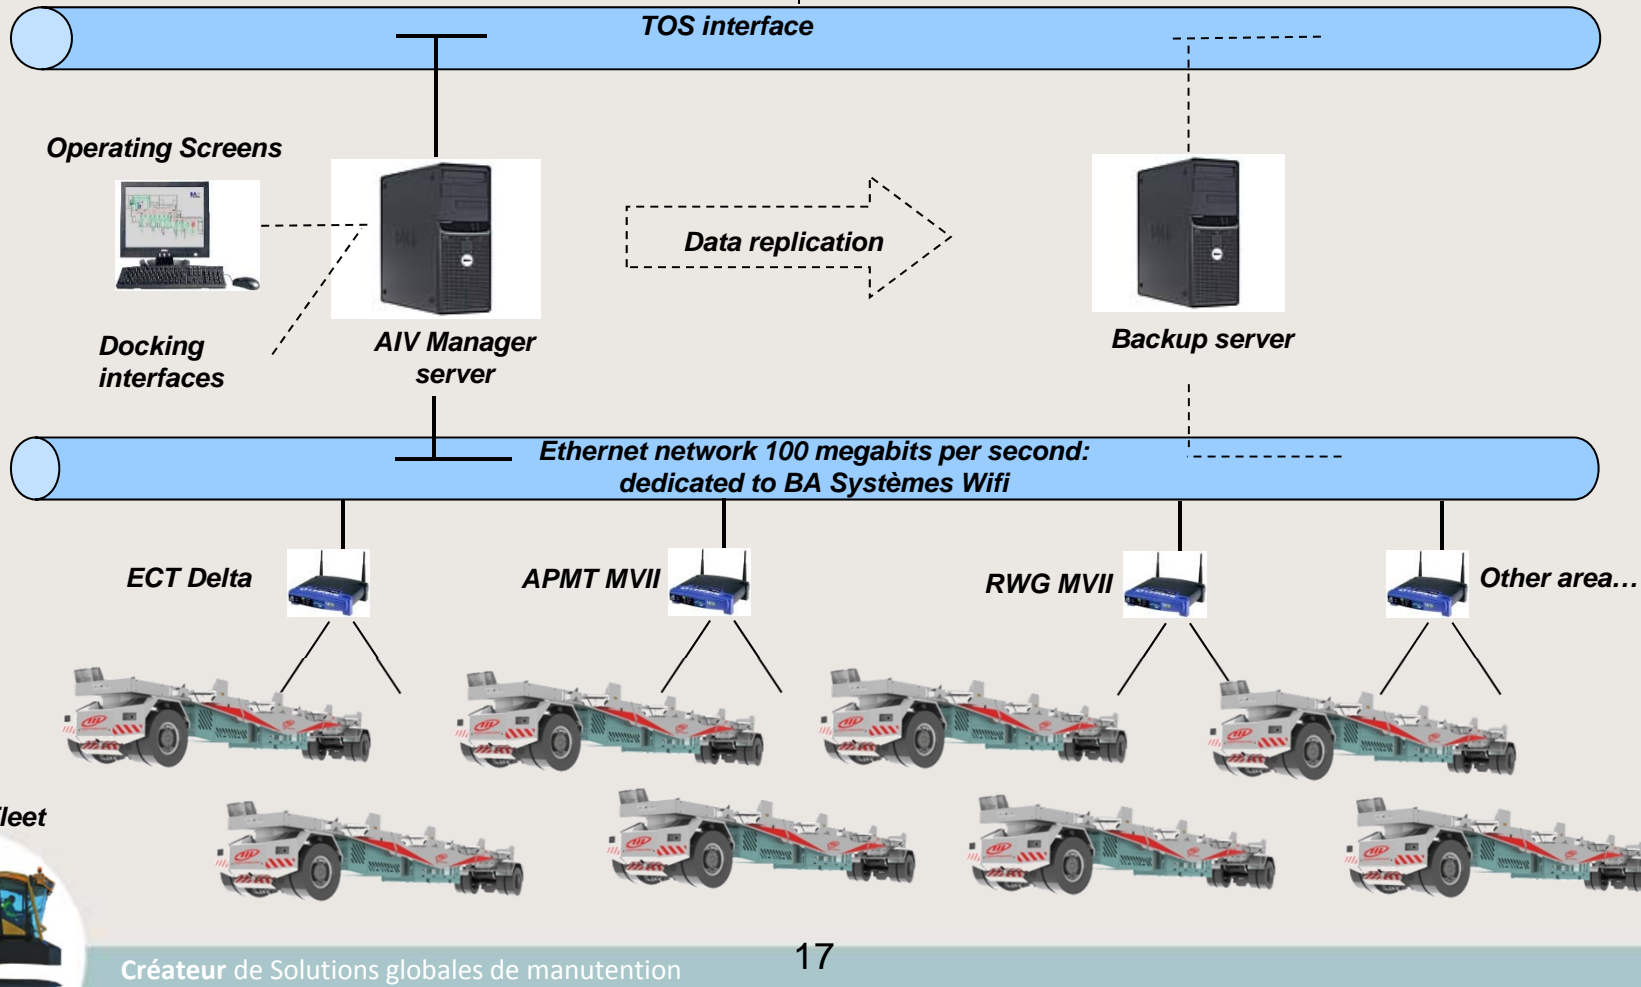 TOS interface
Operating Screens
Data replication
Docking
interfaces
AIV Manager
server
Backup server
Ethernet network 100 megabits per second:
dedicated to BA Systèmes Wifi
ECT Delta
APMT MVII
RWG MVII
Other area…
leet
Créateur de Solutions globales de manutention
17